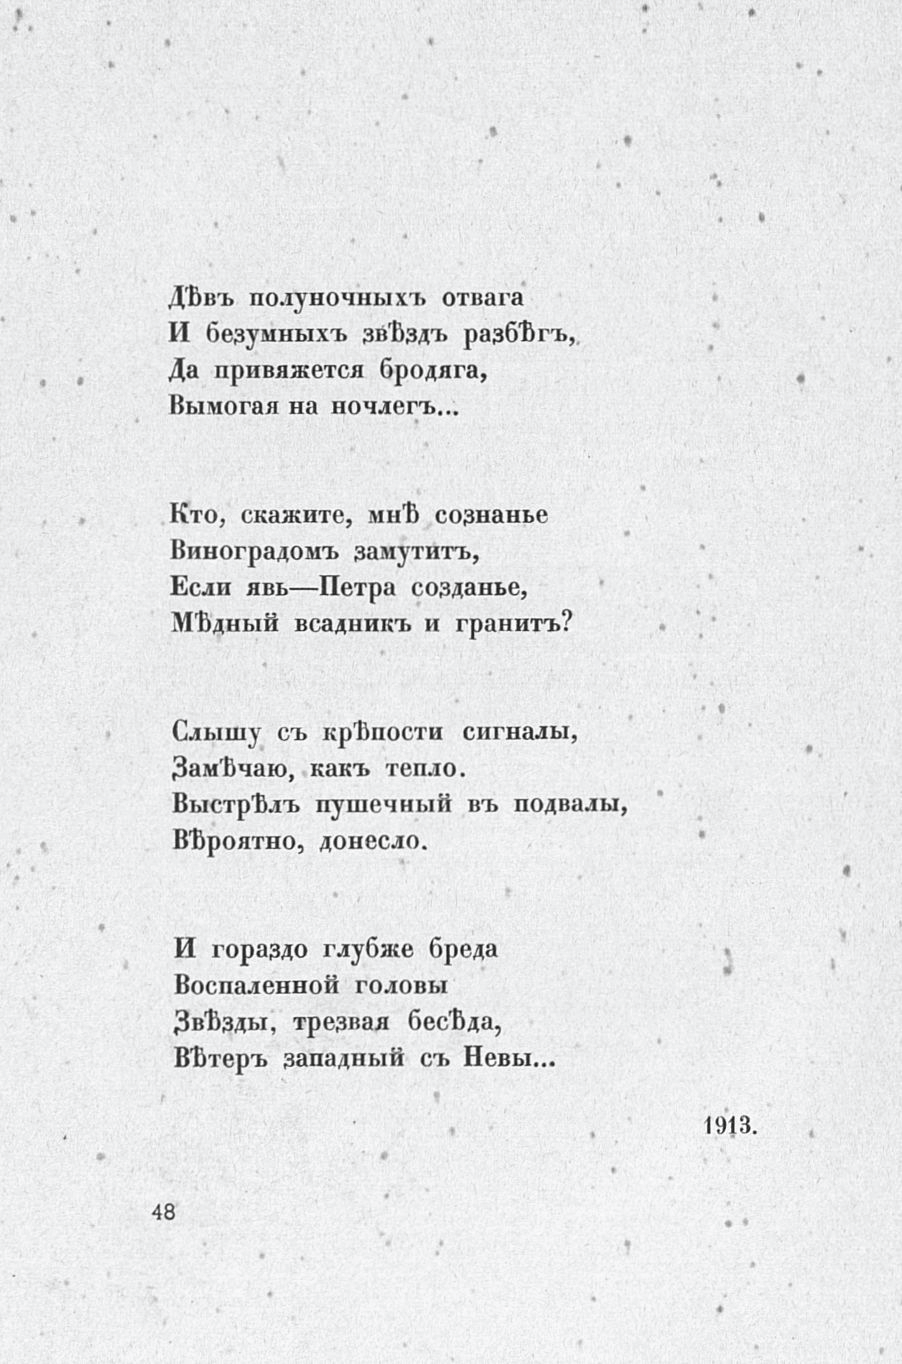 Дѣвъ полуночныхъ отвага
И безумныхъ звѣздъ разбѣгъ,
Да привяжется бродяга,
Вымогая на ночлегъ...
Кто, скажите, мнѣ сознанье
Виноградомъ замутитъ,
Если явь—Петра созданье,
Мѣдный всадникъ и гранитъ?
Слышу съ крѣпости сигналы,
Замѣчаю, какъ тепло.
Выстрѣлъ пушечный въ подвалы,
Вѣроятно, донесло.
И гораздо глубже бреда
Воспаленной головы
Звѣзды, трезвая бесѣда,
Вѣтеръ западный съ Невы...
1913.
48